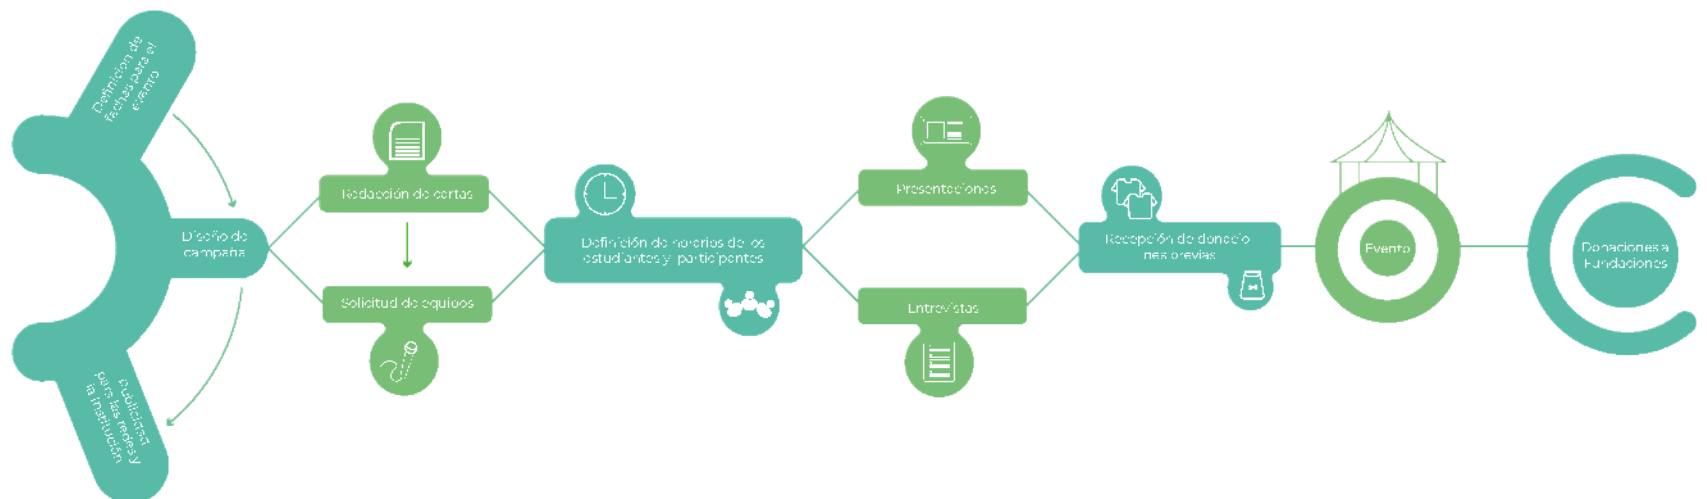 Definición de
fechas para el
evento
Diseño de
campaña
Publicidad
para las redes y
la institución
Redacción de cartas
Solicitud de equipos
Definición de horarios de los
estudiantes y participantes
Presentaciones
Entrevistas
Recepción de donacio
nes previas
Evento
Donaciones a
Fundaciones